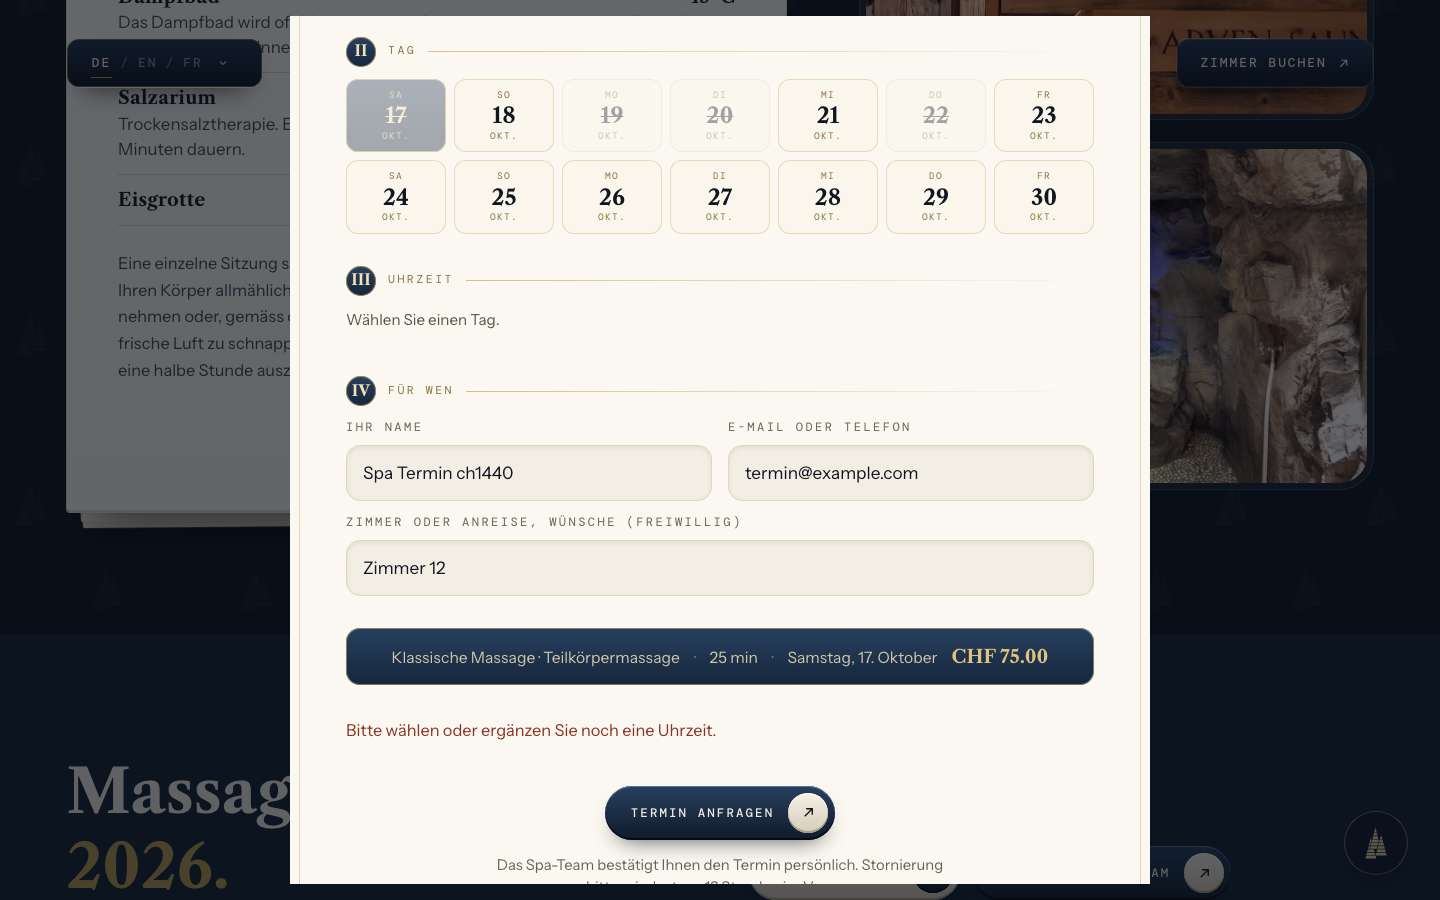 Das Dampfbad wird
DE / EN / FR
ZIMMER BUCHEN
Salzarium
Trockensalztherapie.
Minuten dauern.
Eisgrotte
Eine einzelne Sitzung
Ihren Körper allmählich
nehmen oder, gemäss
frische Luft zu
eine halbe Stunde
II TAG
SA 17 OKT.
SO 18 OKT.
MO 19 OKT.
DI 20 OKT.
MI 21 OKT.
DO 22 OKT.
FR 23 OKT.
SA 24 OKT.
SO 25 OKT.
MO 26 OKT.
DI 27 OKT.
MI 28 OKT.
DO 29 OKT.
FR 30 OKT.
III UHRZEIT
Wählen Sie einen Tag.
IV FÜR WEN
IHR NAME
E-MAIL ODER TELEFON
Spa Termin ch1440
termin@example.com
ZIMMER ODER ANREISE, WÜNSCHE (FREIWILLIG)
Zimmer 12
Klassische Massage · Teilkörpermassage · 25 min · Samstag, 17. Oktober CHF 75.00
Bitte wählen oder ergänzen Sie noch eine Uhrzeit.
TERMIN ANFRAGEN
Das Spa-Team bestätigt Ihnen den Termin persönlich. Stornierung
Massag
2026.